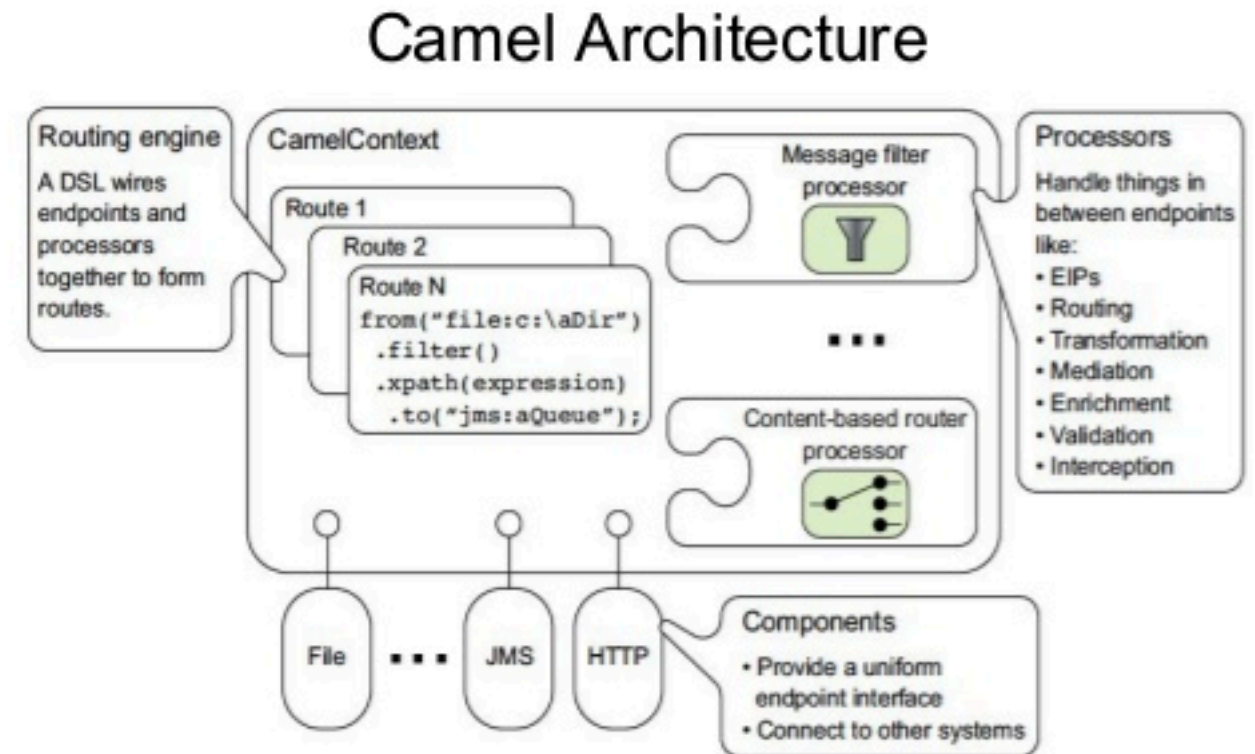 Camel Architecture
Routing engine
A DSL wires
endpoints and
processors
together to form
routes.
CamelContext
Route 1
Route 2
Route N
from("file:c:\aDir")
.filter()
.xpath(expression)
.to("jms:aQueue");
Message filter
processor
...
Content-based router
processor
Processors
Handle things in
between endpoints
like:
• EIPs
• Routing
• Transformation
• Mediation
• Enrichment
• Validation
• Interception
File
...
JMS
HTTP
Components
• Provide a uniform
endpoint interface
• Connect to other systems